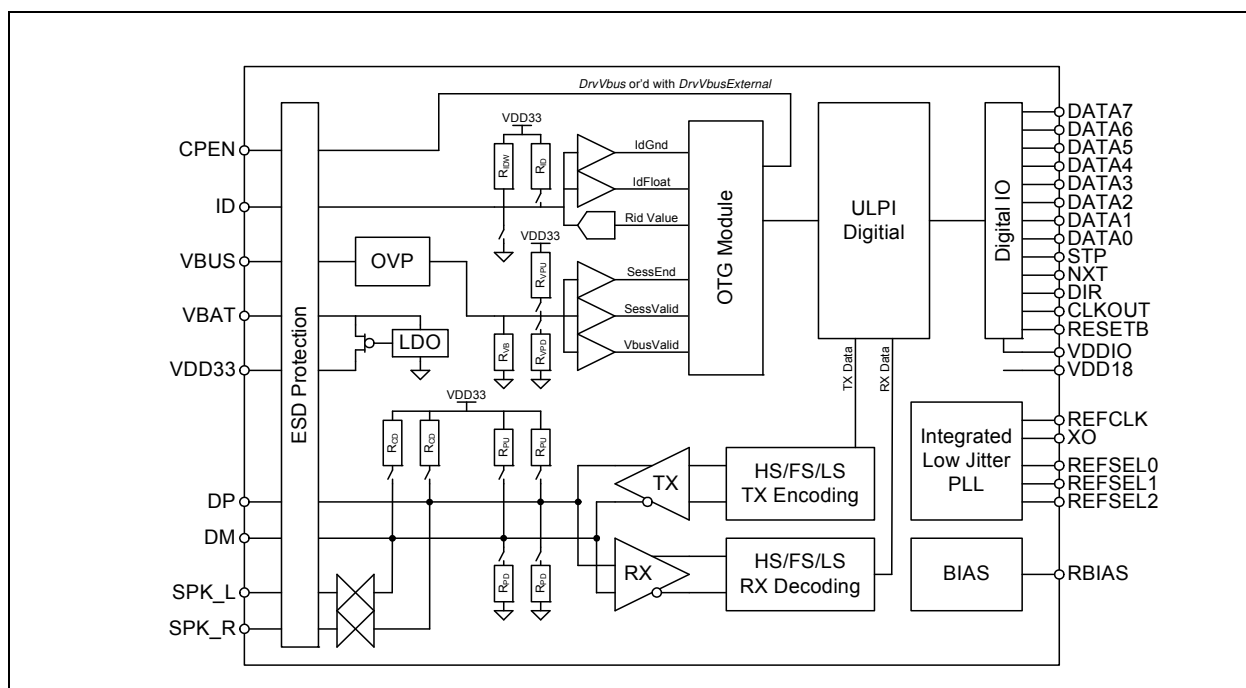 DrvVbus or'd with DrvVbusExternal
CPEN
ID
VBUS
VBAT
VDD33
DP
DM
SPK_L
SPK_R
ESD Protection
OVP
LDO
VDD33
RIDW
RID
IdGnd
IdFloat
Rid Value
VDD33
RVPU
RVB
RVPD
SessEnd
SessValid
VbusValid
OTG Module
ULPI
Digitial
TX Data
RX Data
Digital IO
DATA7
DATA6
DATA5
DATA4
DATA3
DATA2
DATA1
DATA0
STP
NXT
DIR
CLKOUT
RESETB
VDDIO
VDD18
VDD33
RCD
RCD
RPU
RPU
RPD
RPD
TX
HS/FS/LS
TX Encoding
RX
HS/FS/LS
RX Decoding
Integrated
Low Jitter
PLL
REFCLK
XO
REFSEL0
REFSEL1
REFSEL2
BIAS
RBIAS